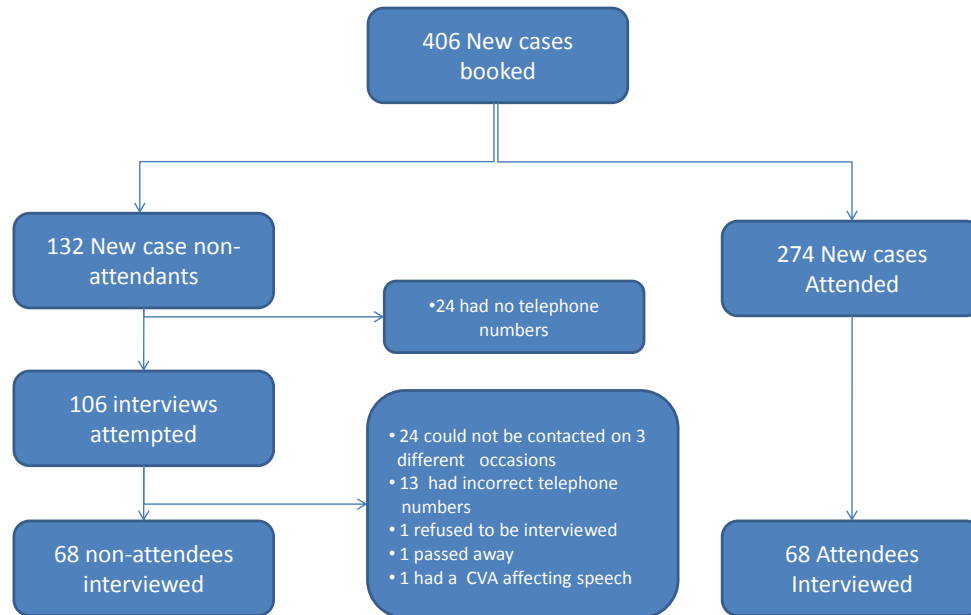 406 New cases
booked
132 New case non-
attendants
274 New cases
Attended
•24 had no telephone
numbers
106 interviews
attempted
• 24 could not be contacted on 3
different occasions
• 13 had incorrect telephone
numbers
• 1 refused to be interviewed
• 1 passed away
• 1 had a CVA affecting speech
68 non-attendees
interviewed
68 Attendees
Interviewed